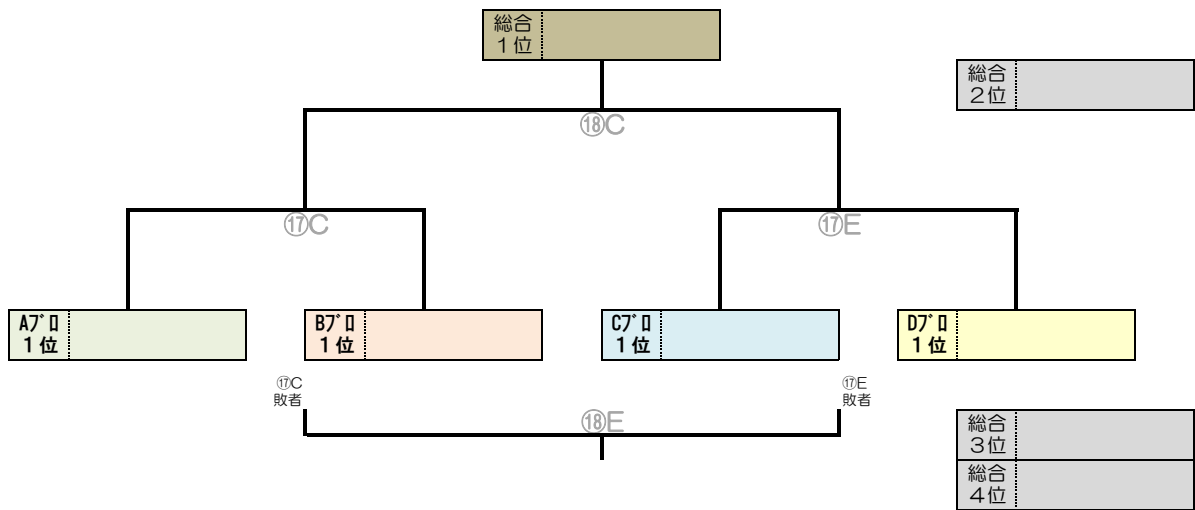 総合
1位
総合
2位
⑱C
⑰C
⑰E
Aﾌﾞﾛ
1位
Bﾌﾞﾛ
1位
Cﾌﾞﾛ
1位
Dﾌﾞﾛ
1位
⑰C
敗者
⑰E
敗者
⑱E
総合
3位
総合
4位